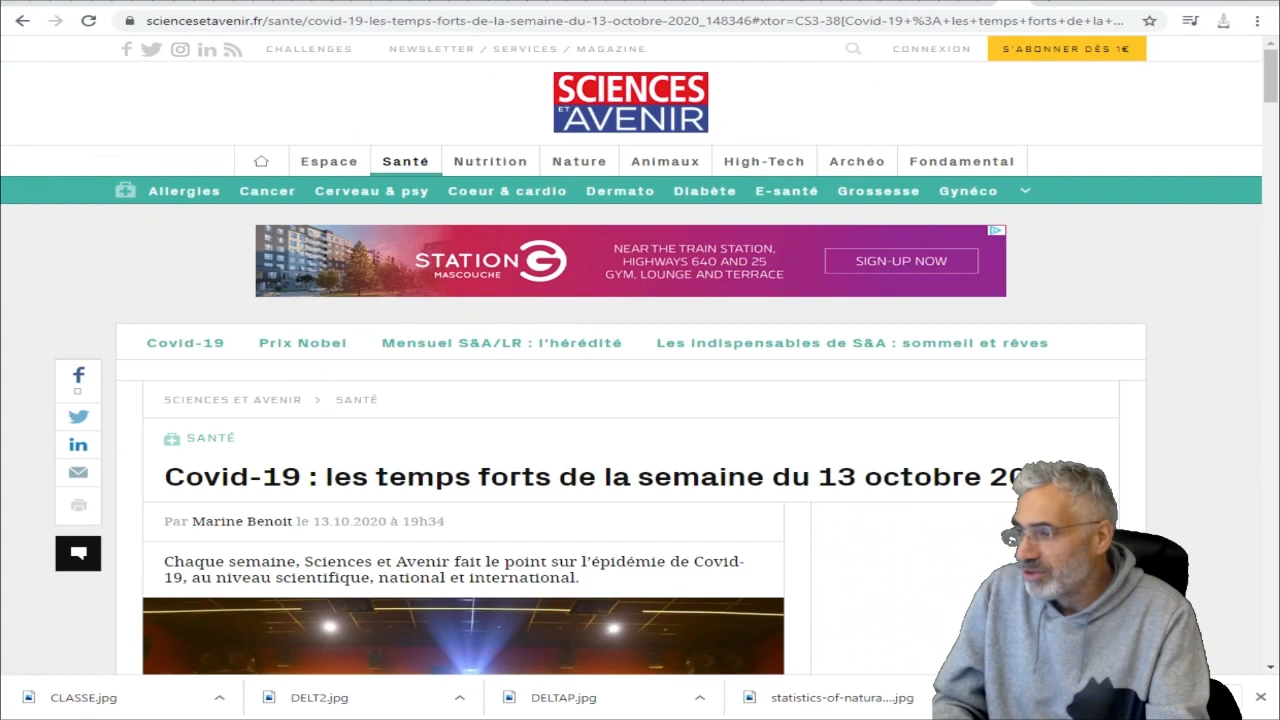 sciencesetavenir.fr/sante/covid-19-les-temps-forts-de-la-semaine-du-13-octobre-2020_148346#xtor=CS3-38[Covid-19+%3A+les+temps+forts+de+la+...
CHALLENGES NEWSLETTER / SERVICES / MAGAZINE CONNEXION S'ABONNER DÈS 1€
SCIENCES
ET AVENIR
Espace Santé Nutrition Nature Animaux High-Tech Archéo Fondamental
Allergies Cancer Cerveau & psy Coeur & cardio Dermato Diabète E-santé Grossesse Gynéco
STATION G
MASCOUCHE
NEAR THE TRAIN STATION,
HIGHWAYS 640 AND 25
GYM, LOUNGE AND TERRACE
SIGN-UP NOW
Covid-19 Prix Nobel Mensuel S&A/LR : l'hérédité Les indispensables de S&A : sommeil et rêves
SCIENCES ET AVENIR > SANTÉ
SANTÉ
Covid-19 : les temps forts de la semaine du 13 octobre
Par Marine Benoit le 13.10.2020 à 19h34
Chaque semaine, Sciences et Avenir fait le point sur l'épidémie de Covid-
19, au niveau scientifique, national et international.
CLASSE.jpg DELT2.jpg DELTAP.jpg statistics-of-natura....jpg